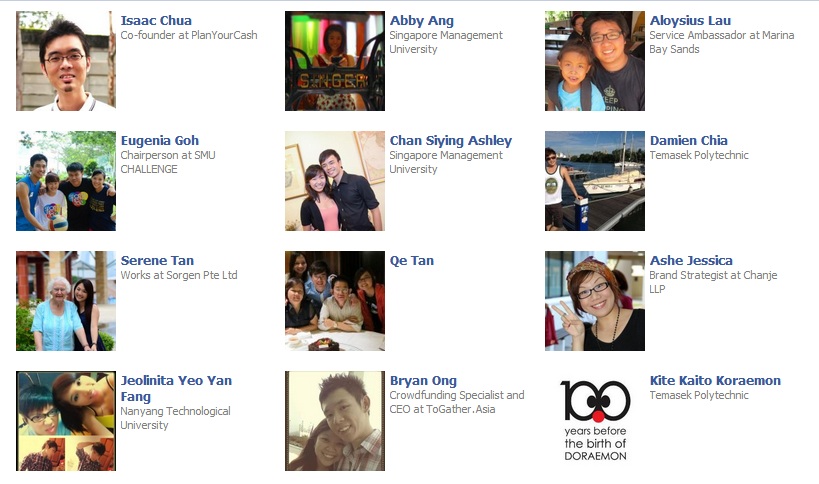 Isaac Chua
Co-founder at PlanYourCash
Abby Ang
Singapore Management
University
SINGER
Aloysius Lau
Service Ambassador at Marina
Bay Sands
KEEP
Eugenia Goh
Chairperson at SMU
CHALLENGE
Chan Siying Ashley
Singapore Management
University
Damien Chia
Temasek Polytechnic
Serene Tan
Works at Sorgen Pte Ltd
Qe Tan
Ashe Jessica
Brand Strategist at Chanje
LLP
Jeolinita Yeo Yan
Fang
Nanyang Technological
University
Bryan Ong
Crowdfunding Specialist and
CEO at ToGather.Asia
100
years before
the birth of
DORAEMON
Kite Kaito Koraemon
Temasek Polytechnic